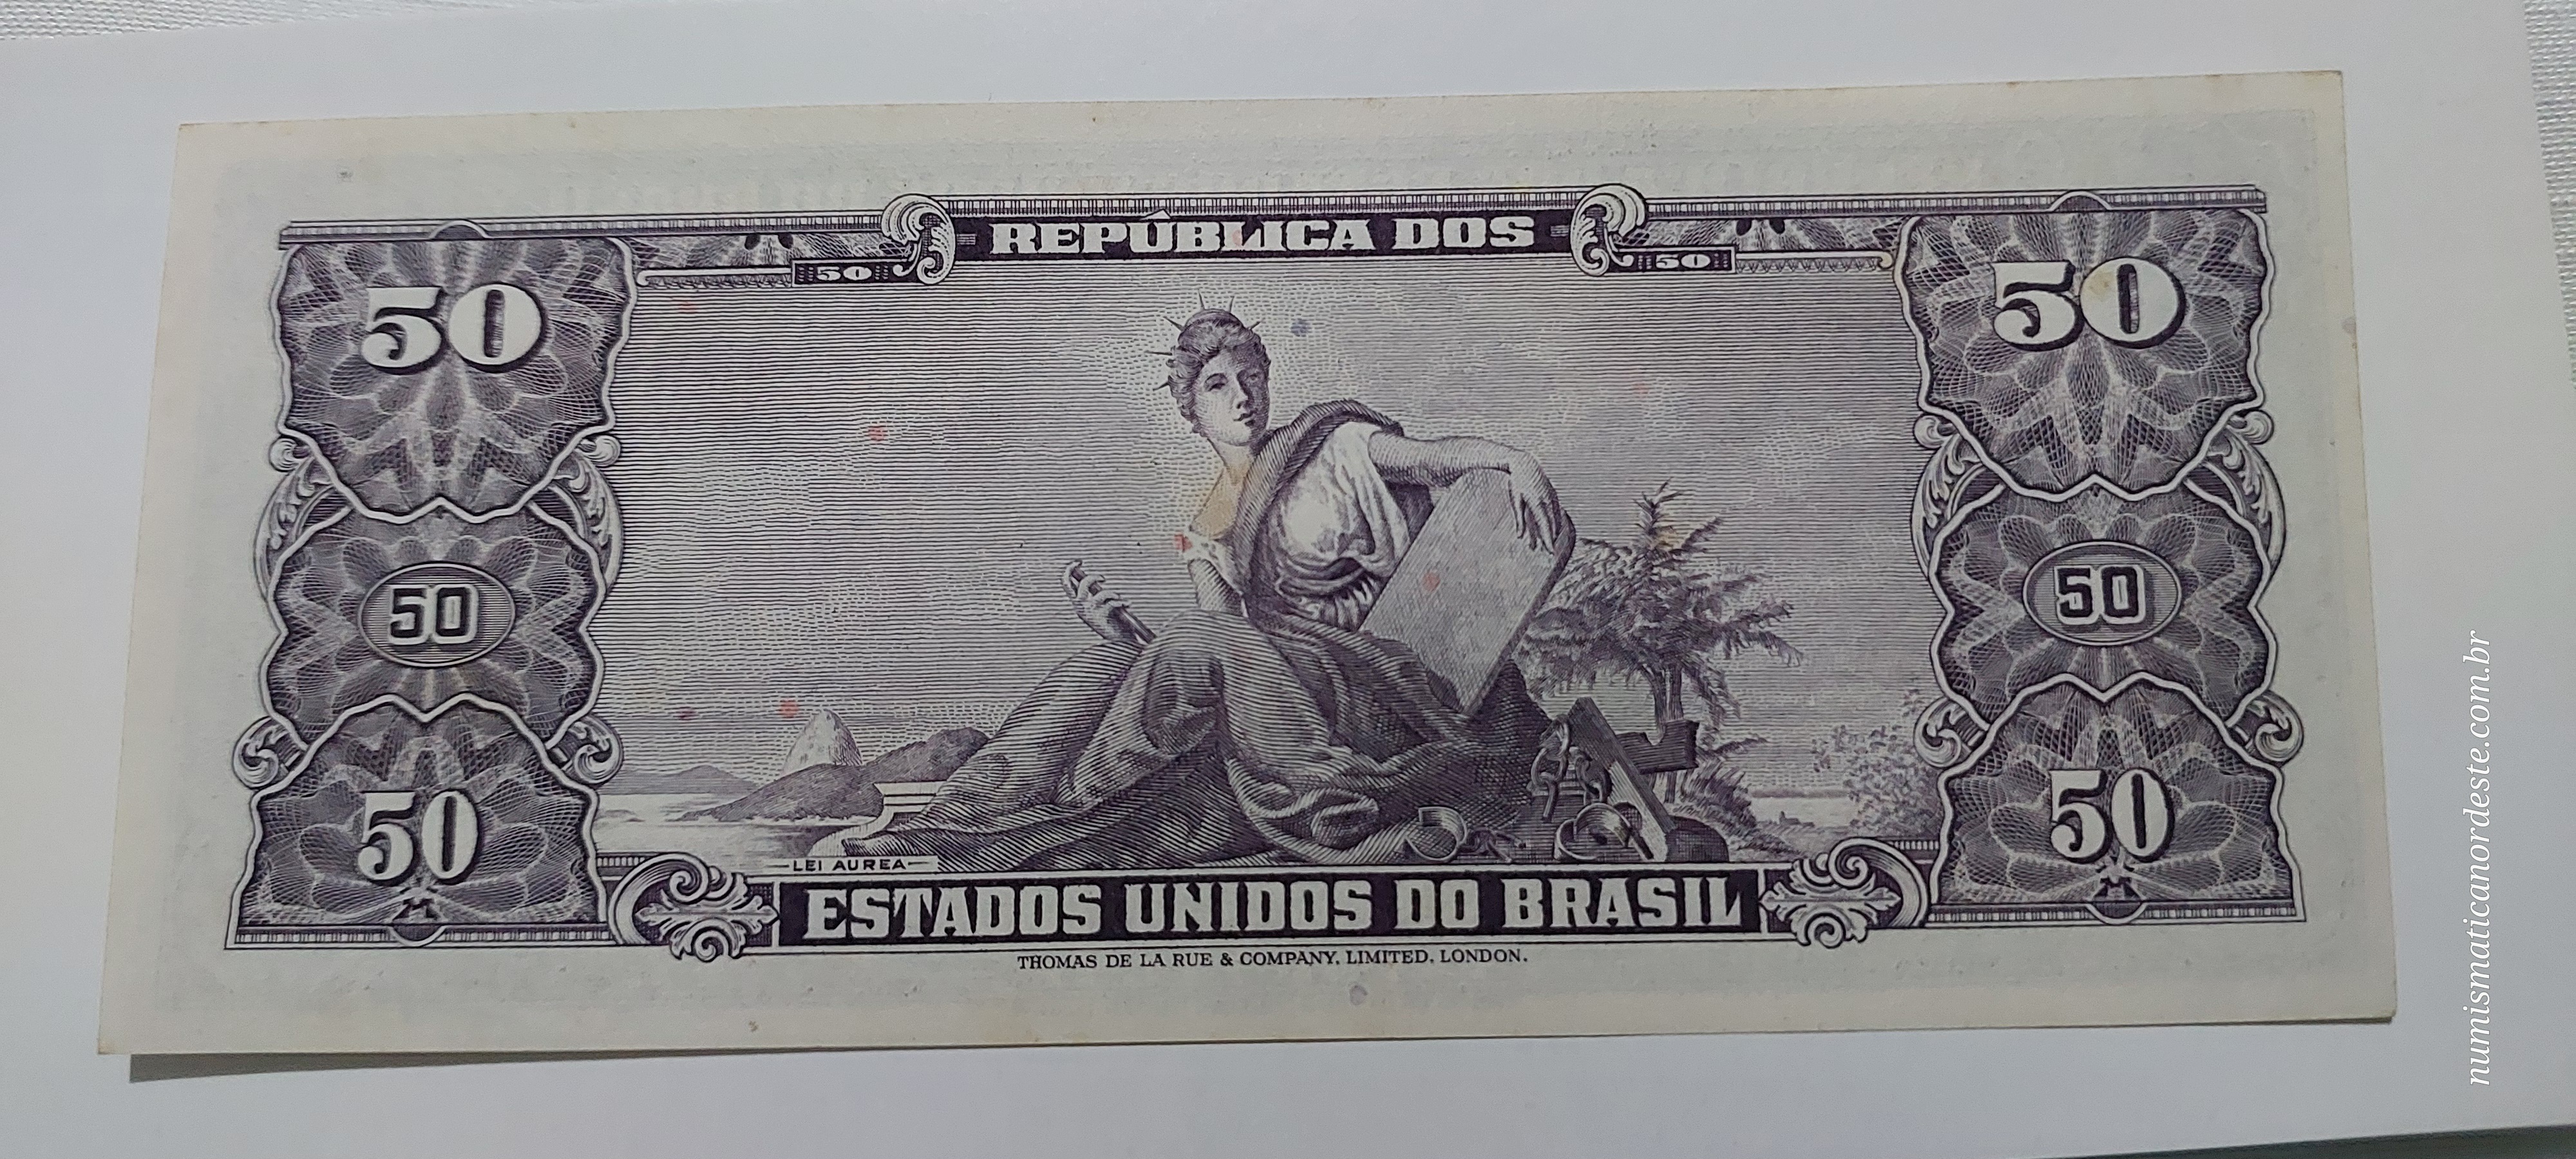 REPÚBLICA DOS
50 50
50 50
50 50
50 50
LEI AUREA
ESTADOS UNIDOS DO BRASIL
THOMAS DE LA RUE & COMPANY, LIMITED, LONDON.
numismaticanordeste.com.br